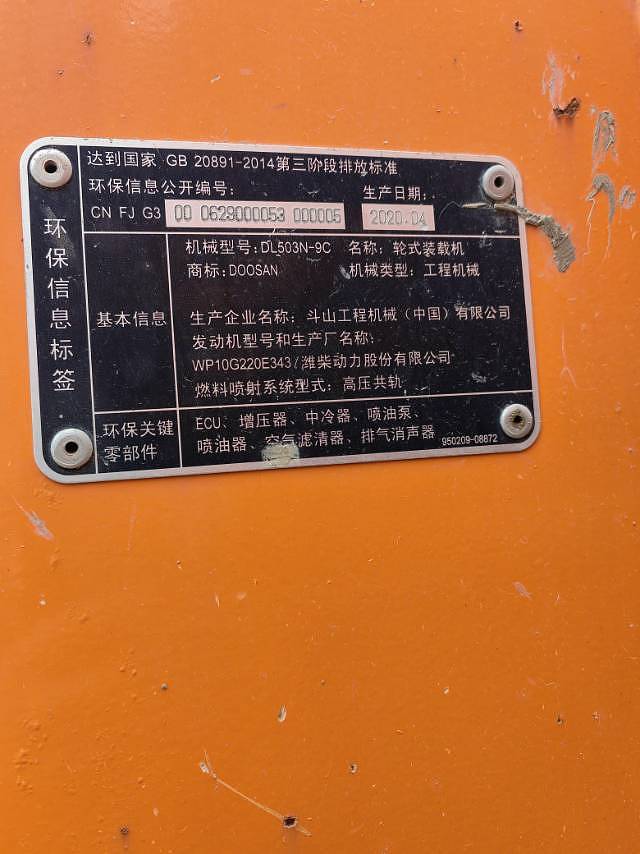 达到国家 GB 20891-2014第三阶段排放标准
环保信息公开编号: 生产日期:
CN FJ G3 00 0629000053 000005 2020.04
环保信息标签
机械型号:DL503N-9C 名称: 轮式装载机
商标: DOOSAN 机械类型: 工程机械
基本信息
生产企业名称: 斗山工程机械(中国)有限公司
发动机型号和生产厂名称:
WP10G220E343/潍柴动力股份有限公司
燃料喷射系统型式: 高压共轨
环保关键零部件
ECU、增压器、中冷器、喷油泵、
喷油器、空气滤清器、排气消声器
950209-08872